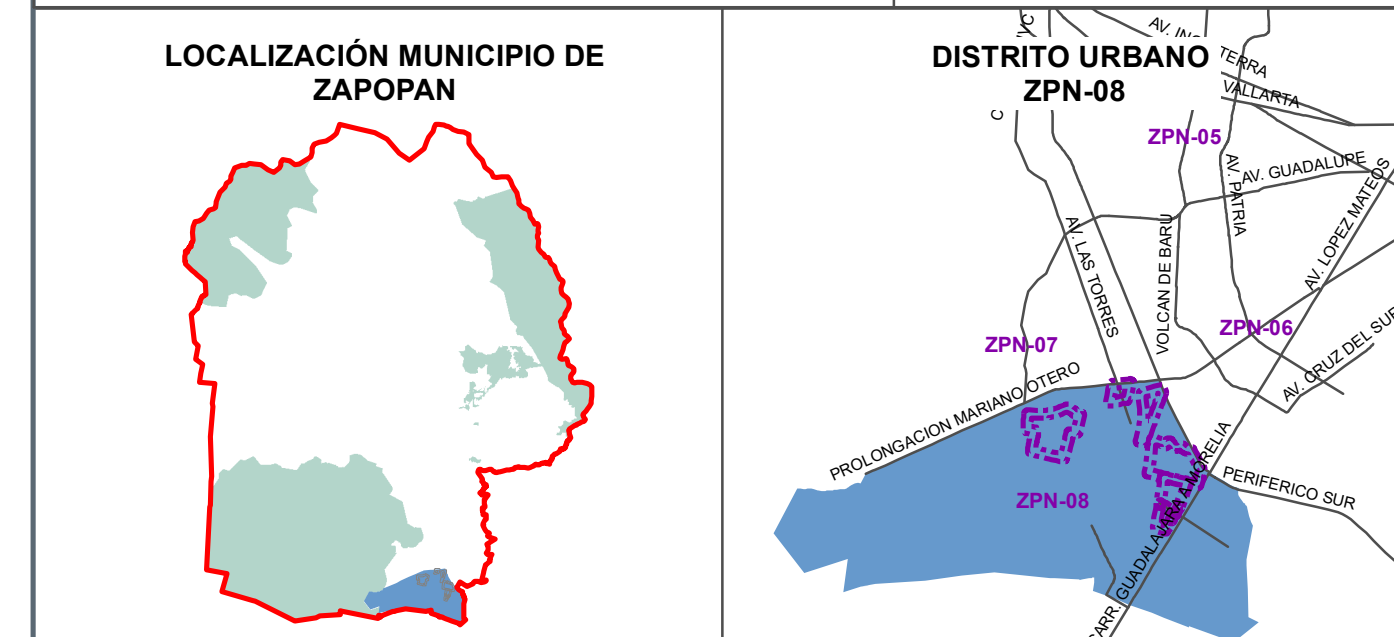 LOCALIZACIÓN MUNICIPIO DE
ZAPOPAN
DISTRITO URBANO
ZPN-08
VALLARTA
ZPN-05
AV. GUADALUPE
AV. PATRIA
AV. LOPEZ MATEOS
AV. LAS TORRES
VOLCAN DE BARU
ZPN-06
ZPN-07
AV. CRUZ DEL SUR
PROLONGACION MARIANO OTERO
PERIFERICO SUR
ZPN-08
CARR. GUADALAJARA A MORELIA